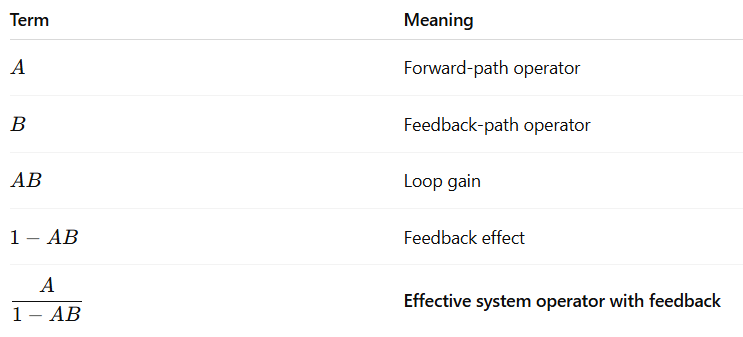 Term Meaning
A Forward-path operator
B Feedback-path operator
AB Loop gain
1 − AB Feedback effect
A
1 − AB
Effective system operator with feedback